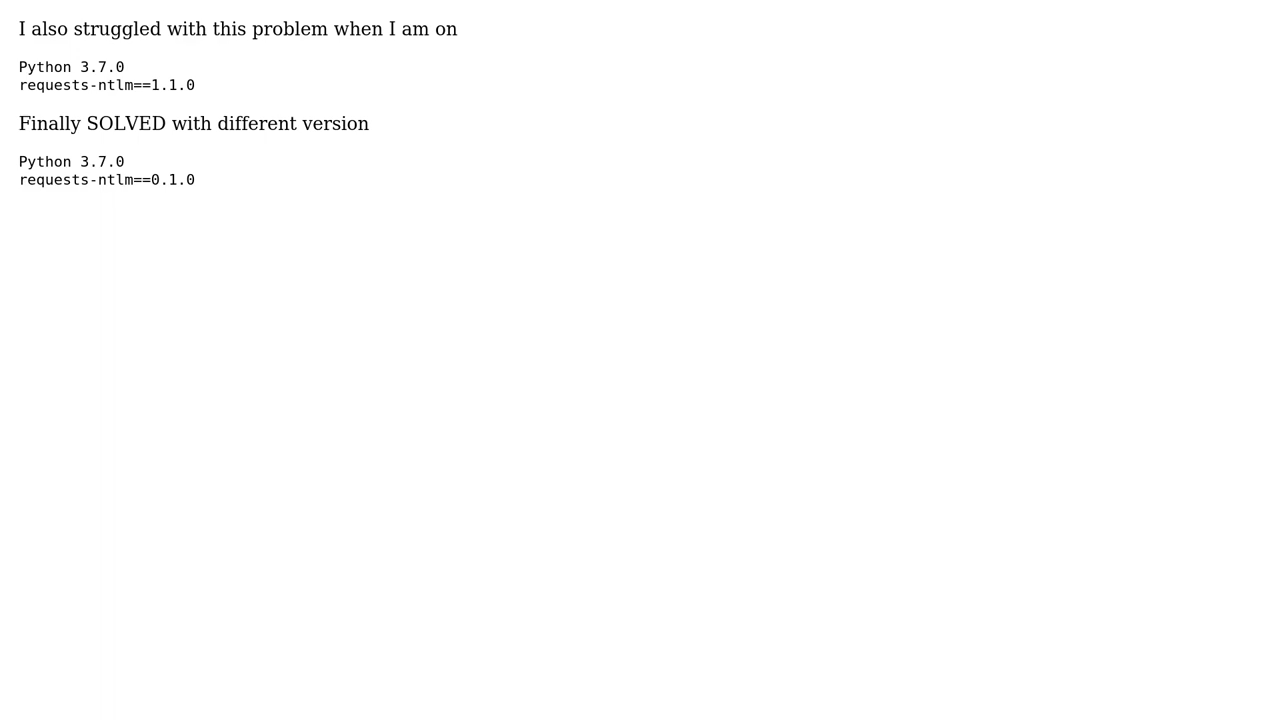 I also struggled with this problem when I am on
Python 3.7.0
requests-ntlm==1.1.0
Finally SOLVED with different version
Python 3.7.0
requests-ntlm==0.1.0